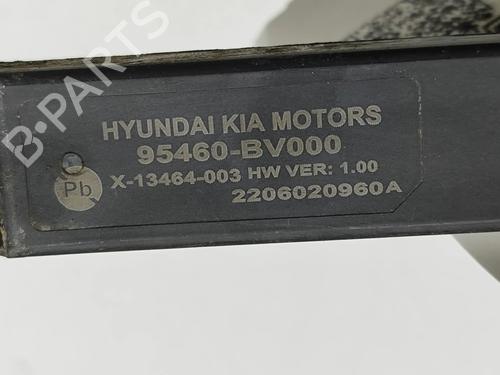 B-PARTS
HYUNDAI KIA MOTORS
95460-BV000
Pb
X-13464-003 HW VER: 1.00
2206020960A